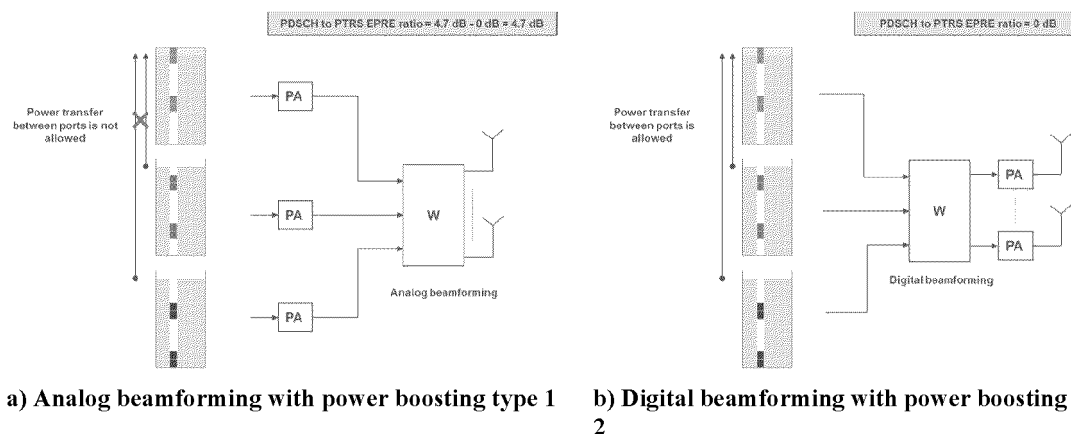 PDSCH to PTRS EPRE ratio = 4.7 dB - 0 dB = 4.7 dB
Power transfer
between ports is not
allowed
PA
PA
PA
W
Analog beamforming
a) Analog beamforming with power boosting type 1
PDSCH to PTRS EPRE ratio = 0 dB
Power transfer
between ports is
allowed
W
PA
PA
Digital beamforming
b) Digital beamforming with power boosting
2